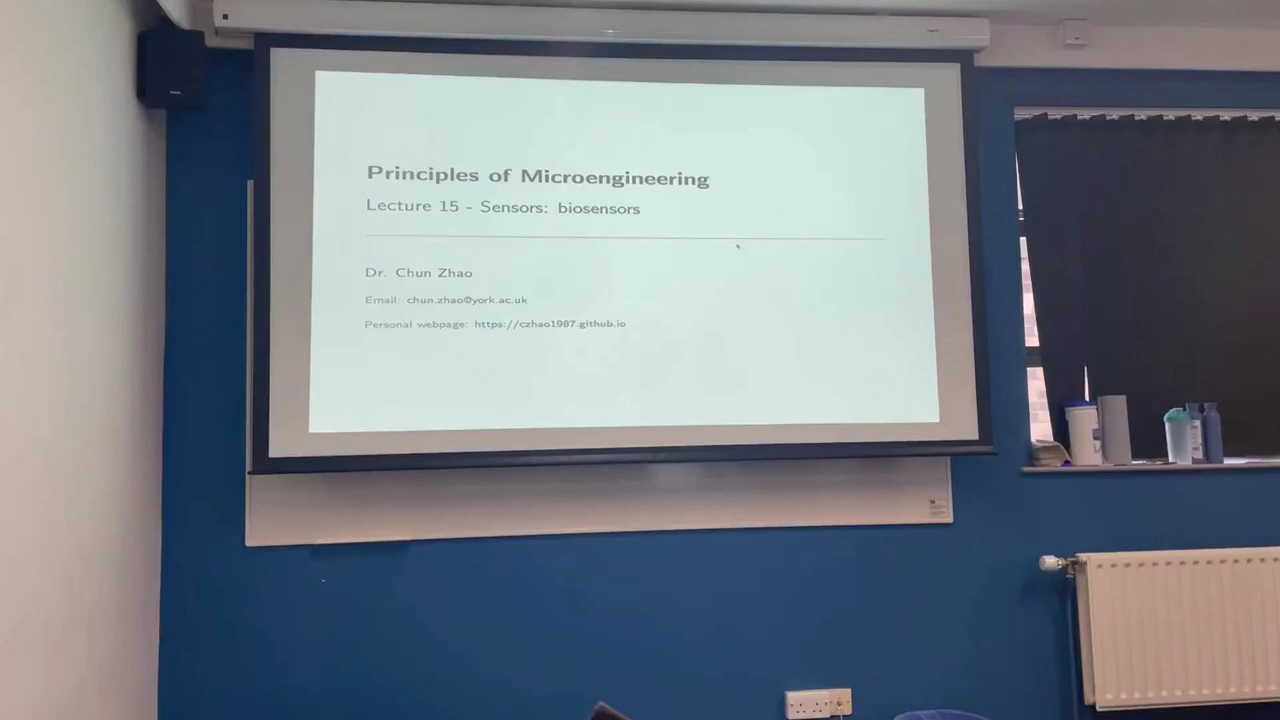 Principles of Microengineering
Lecture 15 - Sensors: biosensors
Dr. Chun Zhao
Email: chun.zhao@york.ac.uk
Personal webpage: https://czhao1987.github.io